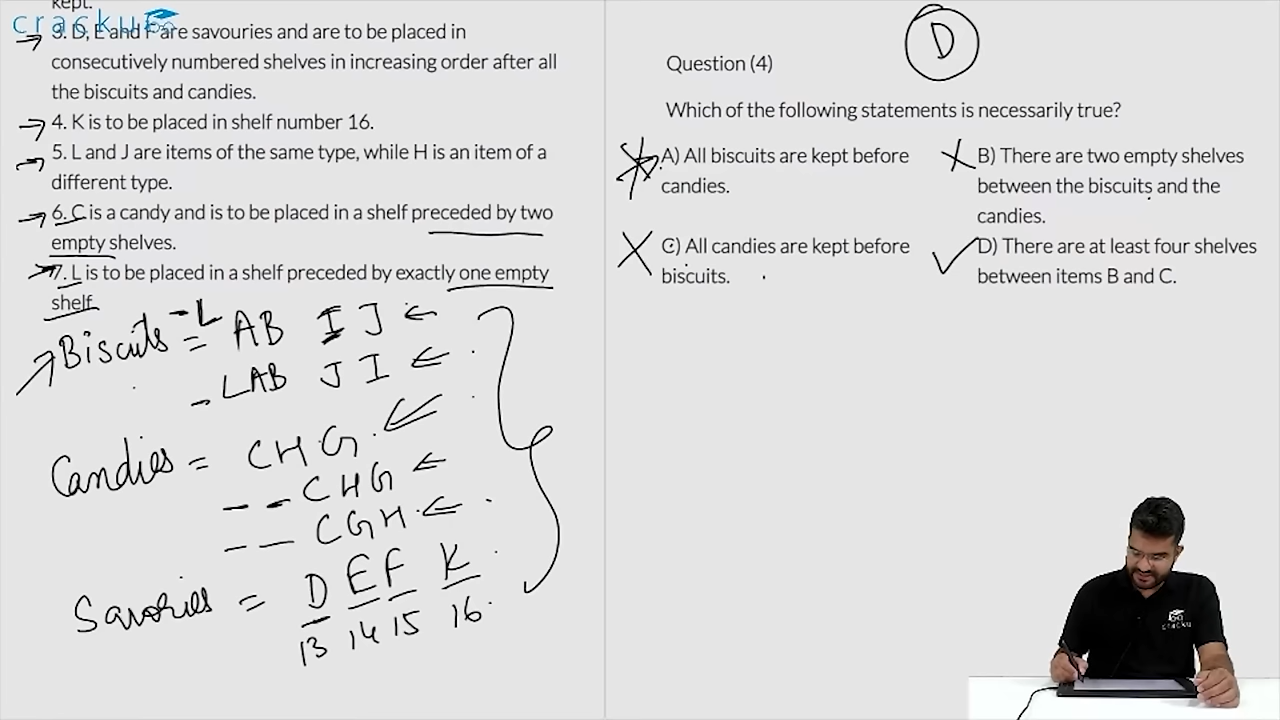 kept.
cracku
3. D, E and F are savouries and are to be placed in
consecutively numbered shelves in increasing order after all
the biscuits and candies.
4. K is to be placed in shelf number 16.
5. L and J are items of the same type, while H is an item of a
different type.
6. C is a candy and is to be placed in a shelf preceded by two
empty shelves.
7. L is to be placed in a shelf preceded by exactly one empty
shelf.
Biscuits = - L AB I J
- LAB J I
Candies = CHG.
- - CHG
- - CGH.
Savories = D E F K
13 14 15 16.
D
Question (4)
Which of the following statements is necessarily true?
A) All biscuits are kept before
candies.
B) There are two empty shelves
between the biscuits and the
candies.
C) All candies are kept before
biscuits.
D) There are at least four shelves
between items B and C.
cracku